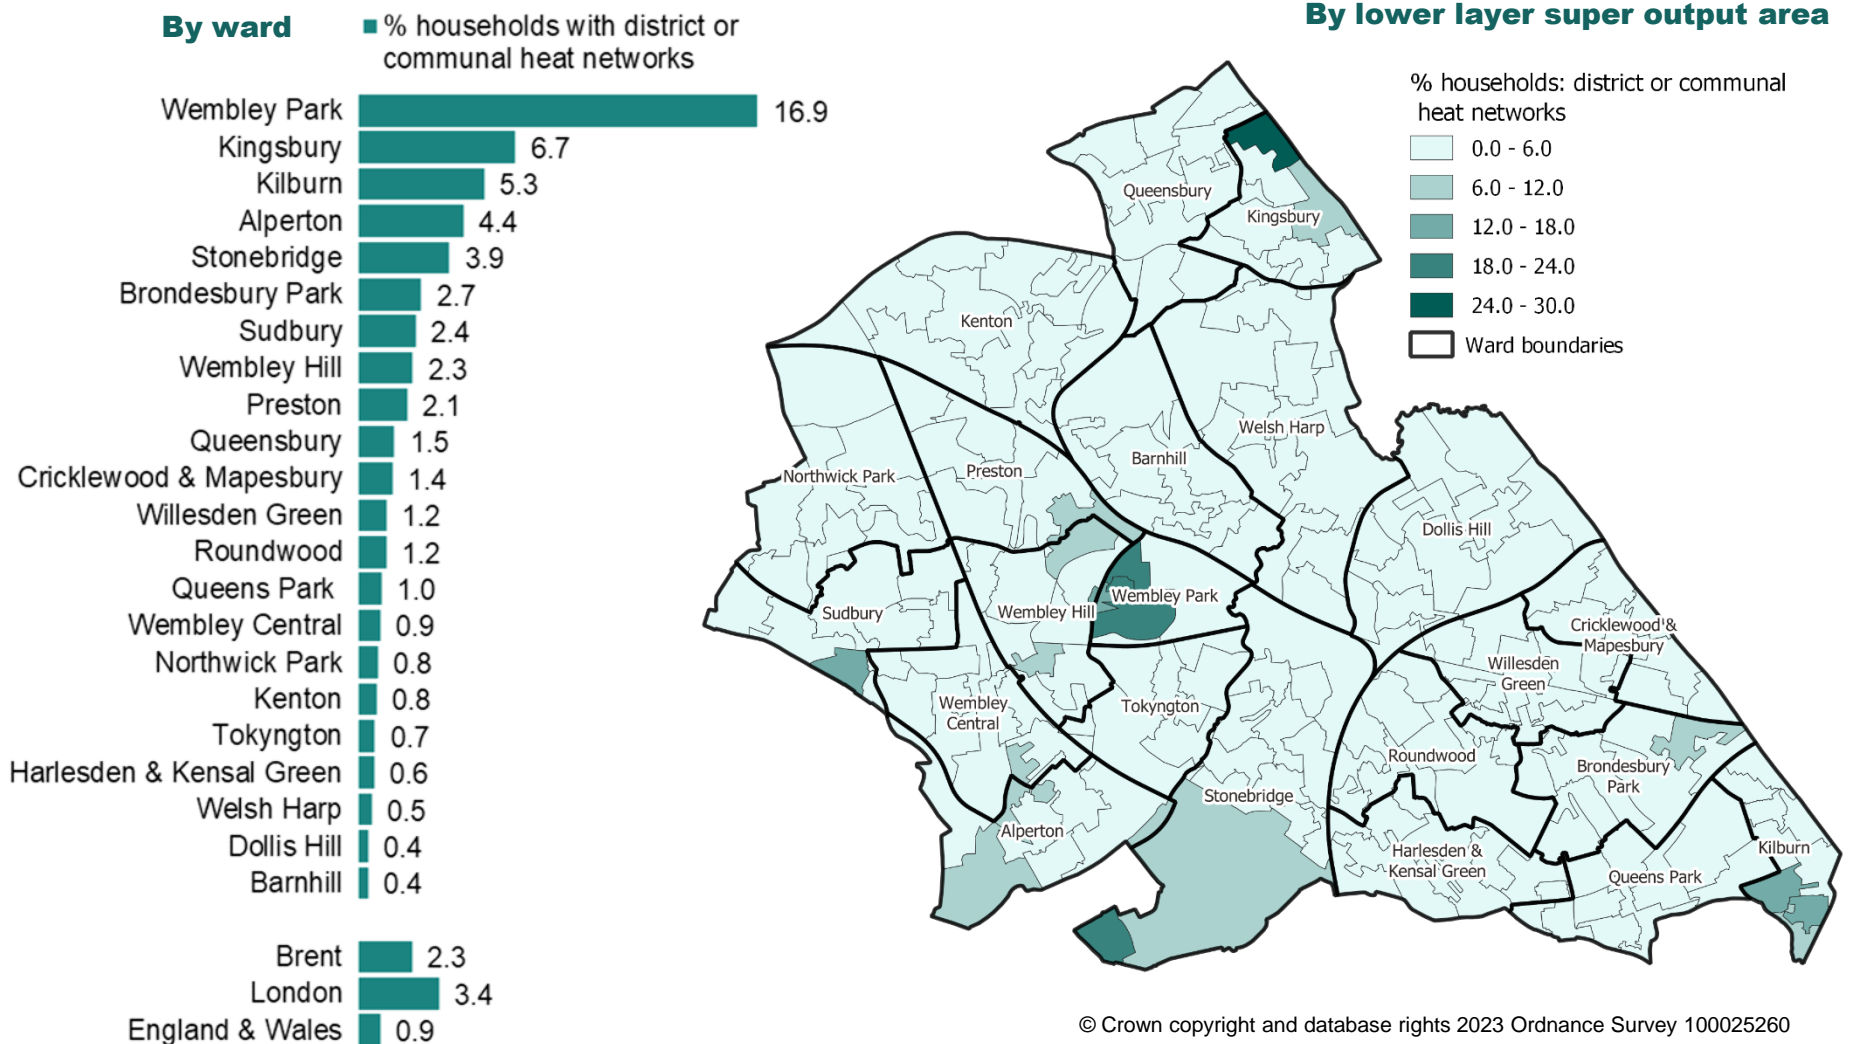 By ward
% households with district or
communal heat networks
Wembley Park 16.9
Kingsbury 6.7
Kilburn 5.3
Alperton 4.4
Stonebridge 3.9
Brondesbury Park 2.7
Sudbury 2.4
Wembley Hill 2.3
Preston 2.1
Queensbury 1.5
Cricklewood & Mapesbury 1.4
Willesden Green 1.2
Roundwood 1.2
Queens Park 1.0
Wembley Central 0.9
Northwick Park 0.8
Kenton 0.8
Tokyngton 0.7
Harlesden & Kensal Green 0.6
Welsh Harp 0.5
Dollis Hill 0.4
Barnhill 0.4
Brent 2.3
London 3.4
England & Wales 0.9
By lower layer super output area
% households: district or communal
heat networks
0.0 - 6.0
6.0 - 12.0
12.0 - 18.0
18.0 - 24.0
24.0 - 30.0
Ward boundaries
Queensbury
Kingsbury
Kenton
Welsh Harp
Barnhill
Preston
Northwick Park
Dollis Hill
Wembley Park
Wembley Hill
Sudbury
Cricklewood &
Mapesbury
Willesden
Green
Wembley
Central
Tokyngton
Roundwood
Brondesbury
Park
Stonebridge
Alperton
Harlesden &
Kensal Green
Kilburn
Queens Park
© Crown copyright and database rights 2023 Ordnance Survey 100025260